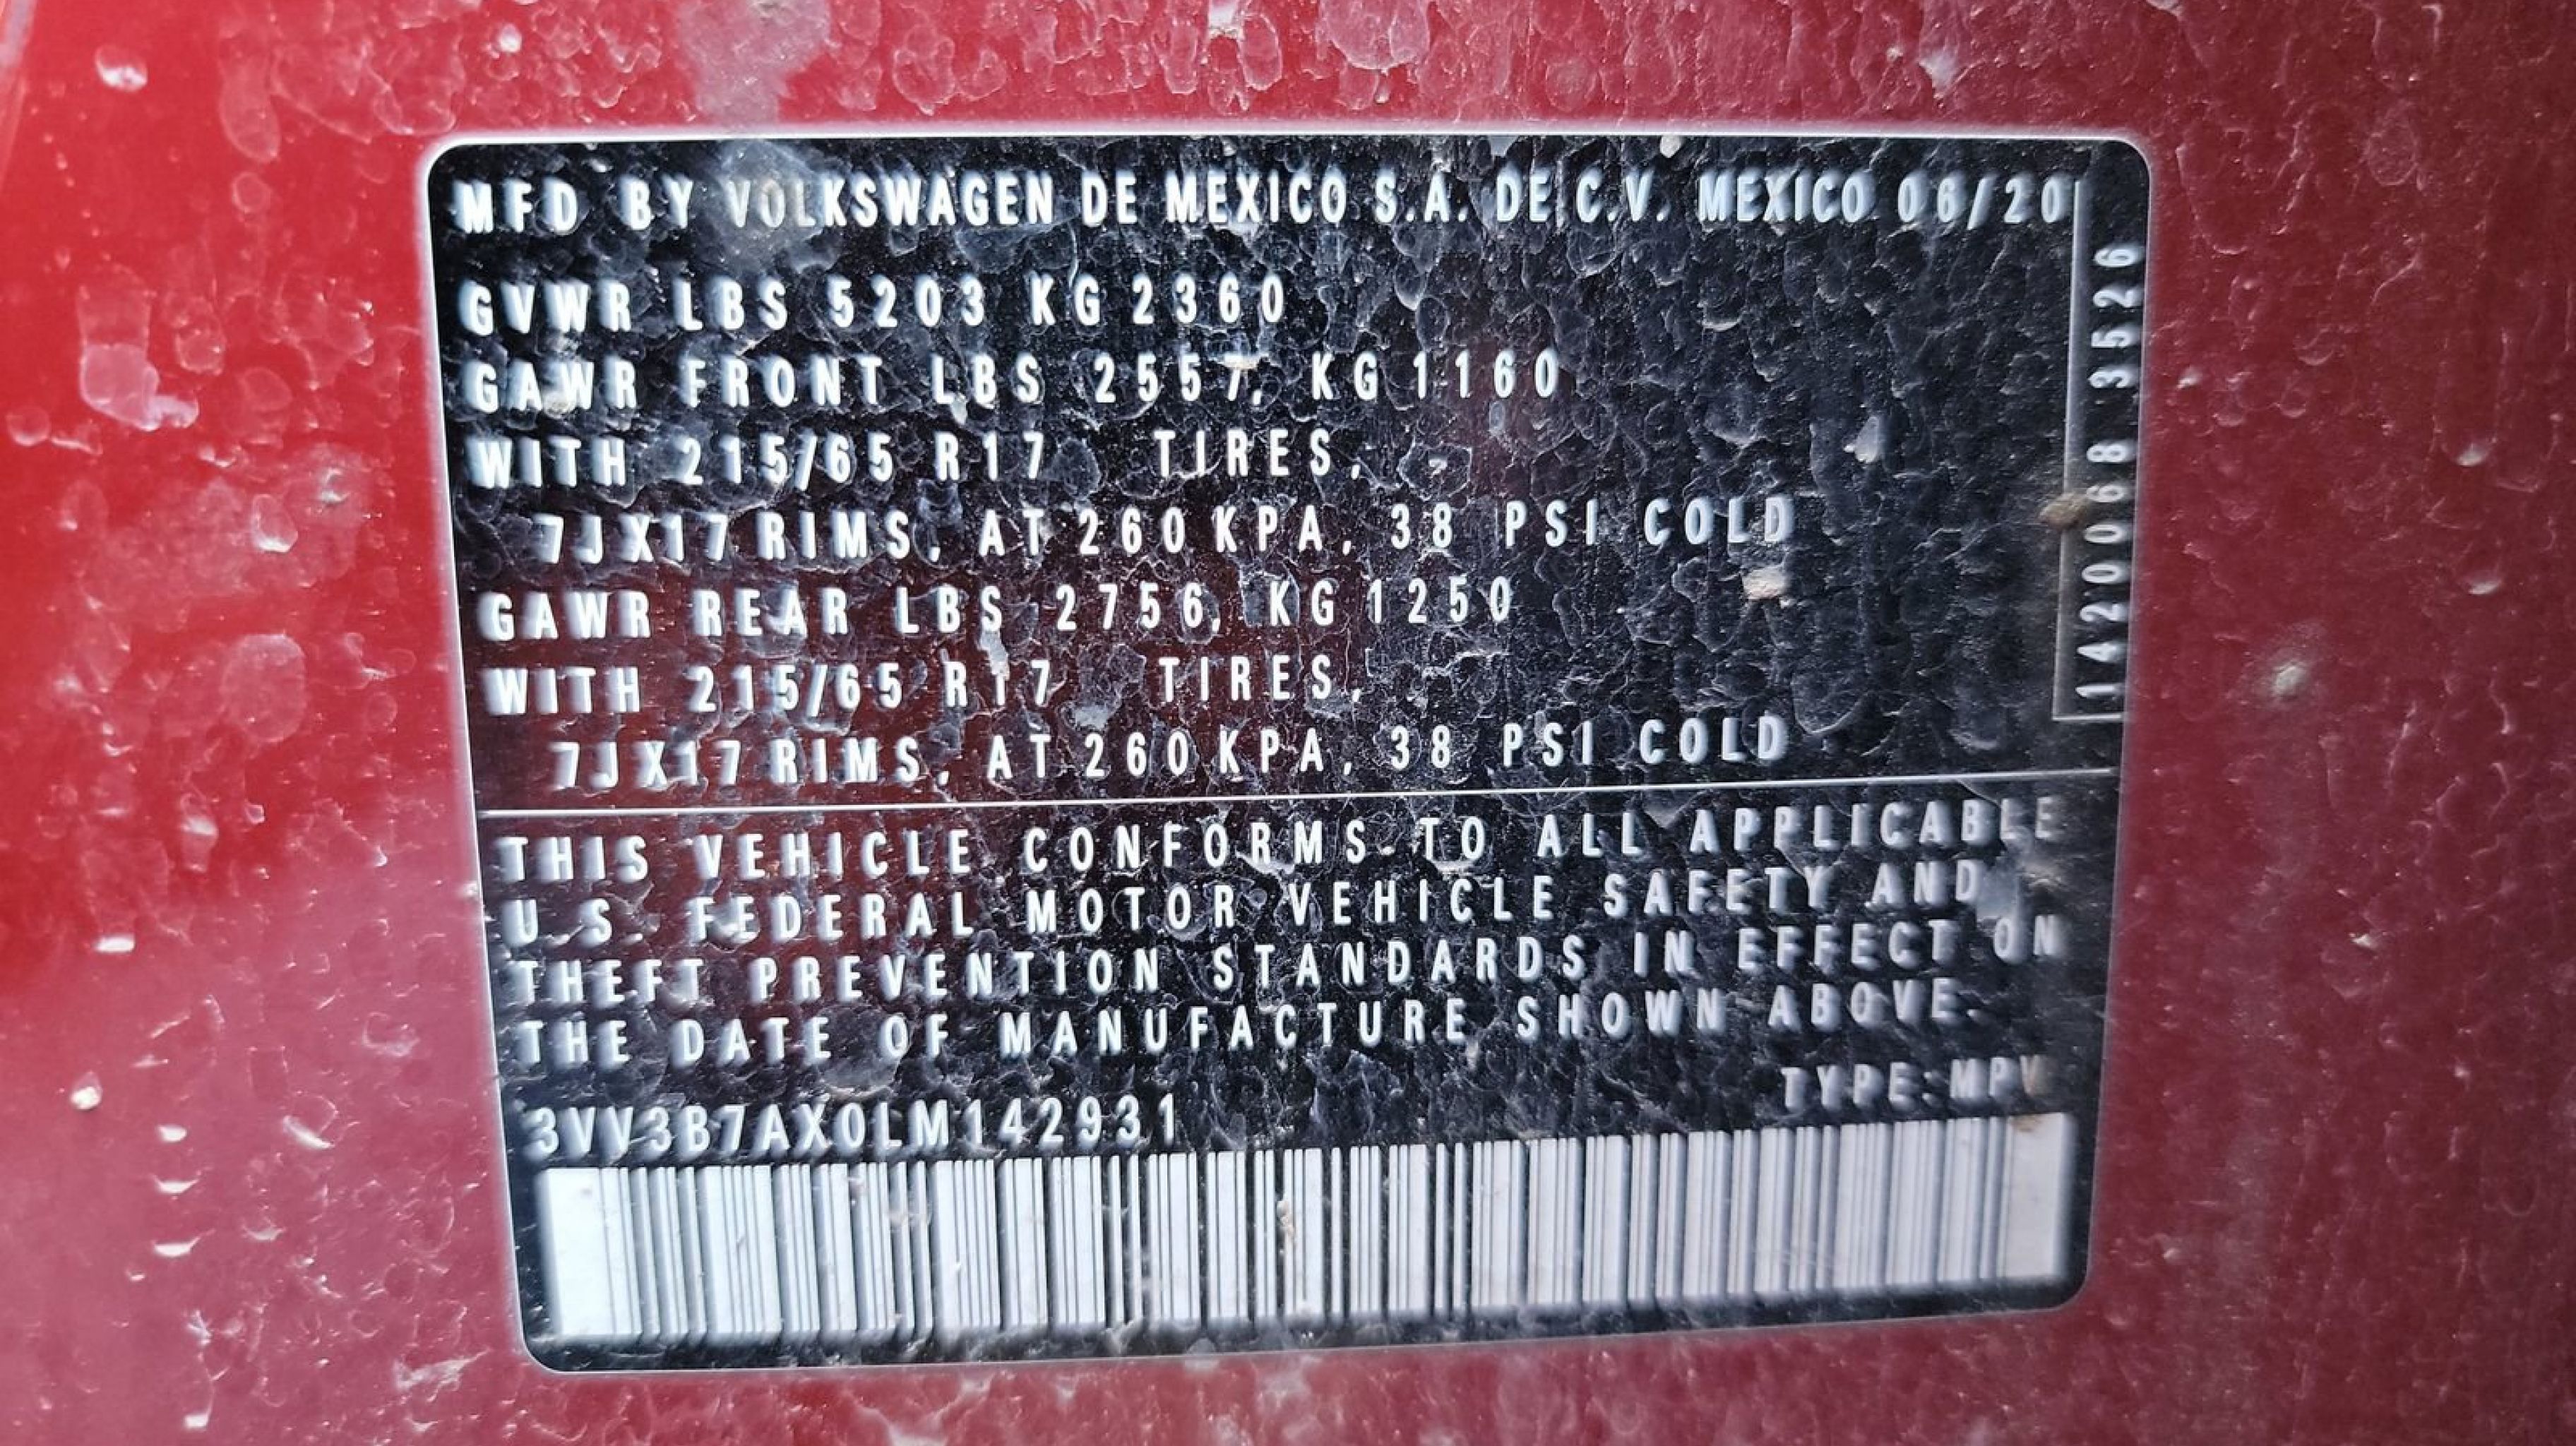 MFD BY VOLKSWAGEN DE MEXICO S.A. DE C.V. MEXICO 06/20
GVWR LBS 5203 KG 2360
GAWR FRONT LBS 2557, KG 1160
WITH 215/65 R17 TIRES,
7JX17 RIMS, AT 260 KPA, 38 PSI COLD
GAWR REAR LBS 2756, KG 1250
WITH 215/65 R17 TIRES,
7JX17 RIMS, AT 260 KPA, 38 PSI COLD
1420068 3526
THIS VEHICLE CONFORMS TO ALL APPLICABLE
U.S. FEDERAL MOTOR VEHICLE SAFETY AND
THEFT PREVENTION STANDARDS IN EFFECT ON
THE DATE OF MANUFACTURE SHOWN ABOVE.
TYPE: MPV
3VV3B7AX0LM142931